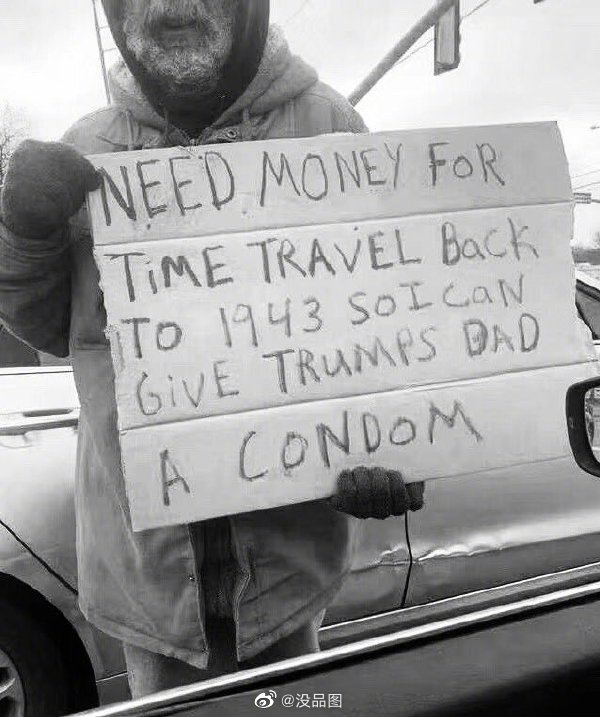 NEED MONEY FOR
TIME TRAVEL BACK
TO 1943 SO I CAN
GIVE TRUMPS DAD
A CONDOM
@没品图